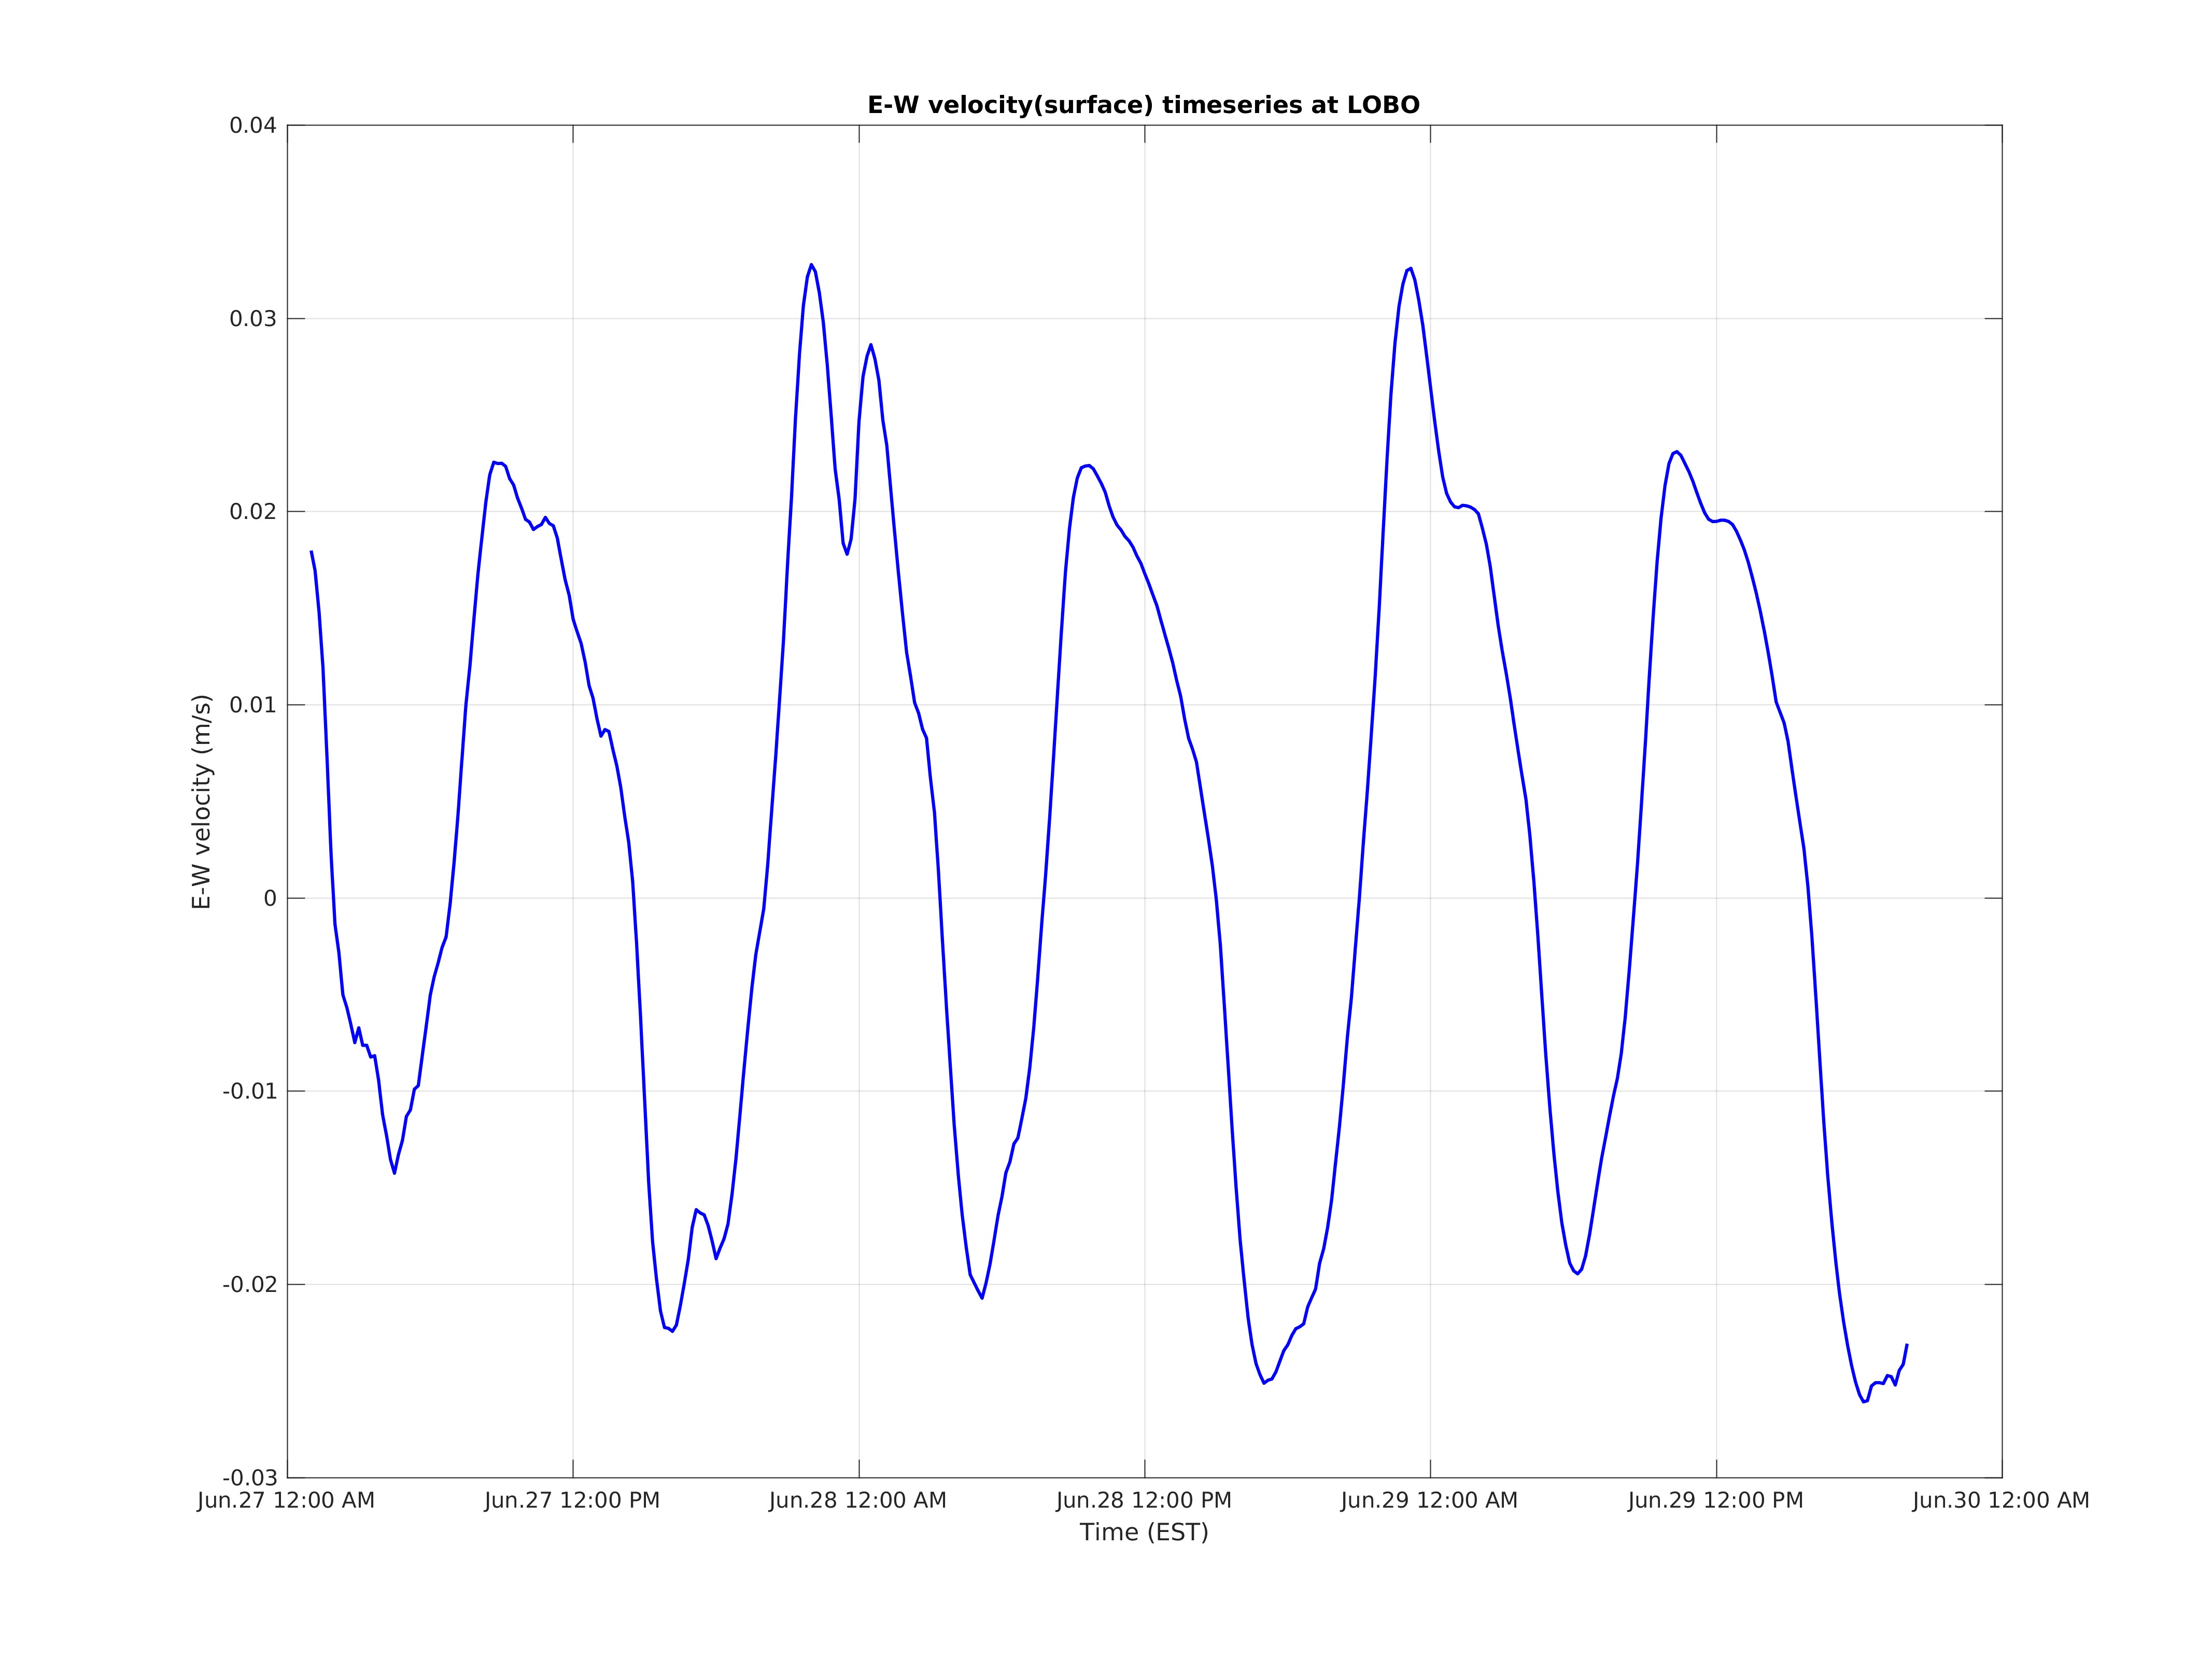 E-W velocity(surface) timeseries at LOBO
0.04
0.03
0.02
0.01
0
-0.01
-0.02
-0.03
E-W velocity (m/s)
Jun.27 12:00 AM
Jun.27 12:00 PM
Jun.28 12:00 AM
Jun.28 12:00 PM
Jun.29 12:00 AM
Jun.29 12:00 PM
Jun.30 12:00 AM
Time (EST)